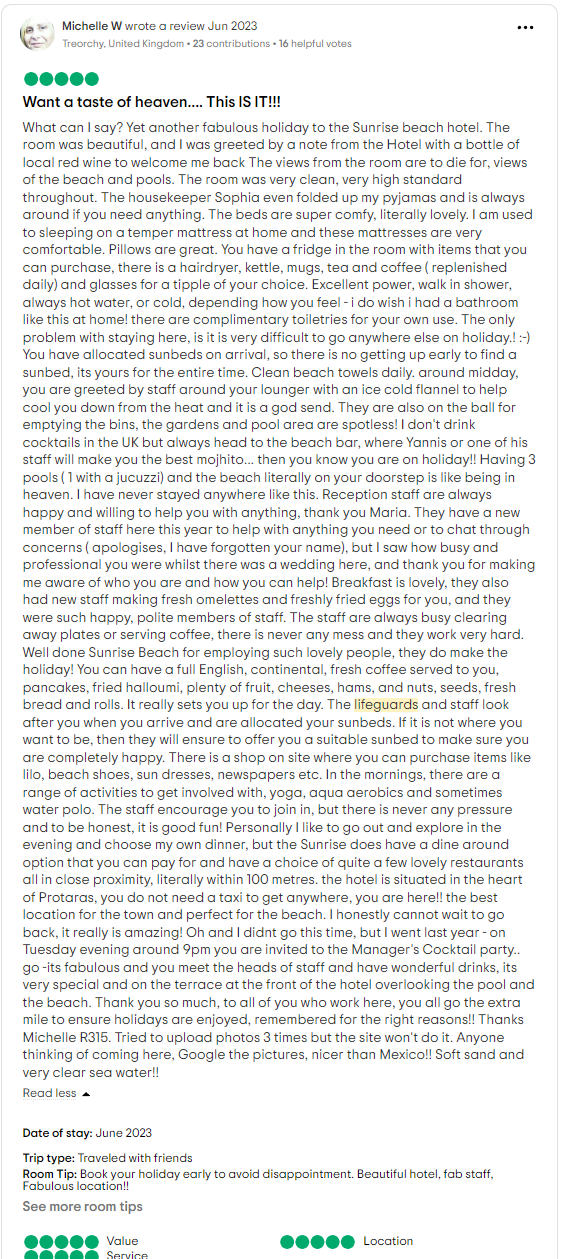 Michelle W wrote a review Jun 2023
Treorchy, United Kingdom • 23 contributions • 16 helpful votes
Want a taste of heaven.... This IS IT!!!
What can I say? Yet another fabulous holiday to the Sunrise beach hotel. The
room was beautiful, and I was greeted by a note from the Hotel with a bottle of
local red wine to welcome me back The views from the room are to die for, views
of the beach and pools. The room was very clean, very high standard
throughout. The housekeeper Sophia even folded up my pyjamas and is always
around if you need anything. The beds are super comfy, literally lovely. I am used
to sleeping on a temper mattress at home and these mattresses are very
comfortable. Pillows are great. You have a fridge in the room with items that you
can purchase, there is a hairdryer, kettle, mugs, tea and coffee ( replenished
daily) and glasses for a tipple of your choice. Excellent power, walk in shower,
always hot water, or cold, depending how you feel - i do wish i had a bathroom
like this at home! there are complimentary toiletries for your own use. The only
problem with staying here, is it is very difficult to go anywhere else on holiday.! :-)
You have allocated sunbeds on arrival, so there is no getting up early to find a
sunbed, its yours for the entire time. Clean beach towels daily. around midday,
you are greeted by staff around your lounger with an ice cold flannel to help
cool you down from the heat and it is a god send. They are also on the ball for
emptying the bins, the gardens and pool area are spotless! I don't drink
cocktails in the UK but always head to the beach bar, where Yannis or one of his
staff will make you the best mojhito... then you know you are on holiday!! Having 3
pools ( 1 with a jucuzzi) and the beach literally on your doorstep is like being in
heaven. I have never stayed anywhere like this. Reception staff are always
happy and willing to help you with anything, thank you Maria. They have a new
member of staff here this year to help with anything you need or to chat through
concerns ( apologises, I have forgotten your name), but I saw how busy and
professional you were whilst there was a wedding here, and thank you for making
me aware of who you are and how you can help! Breakfast is lovely, they also
had new staff making fresh omelettes and freshly fried eggs for you, and they
were such happy, polite members of staff. The staff are always busy clearing
away plates or serving coffee, there is never any mess and they work very hard.
Well done Sunrise Beach for employing such lovely people, they do make the
holiday! You can have a full English, continental, fresh coffee served to you,
pancakes, fried halloumi, plenty of fruit, cheeses, hams, and nuts, seeds, fresh
bread and rolls. It really sets you up for the day. The lifeguards and staff look
after you when you arrive and are allocated your sunbeds. If it is not where you
want to be, then they will ensure to offer you a suitable sunbed to make sure you
are completely happy. There is a shop on site where you can purchase items like
lilo, beach shoes, sun dresses, newspapers etc. In the mornings, there are a
range of activities to get involved with, yoga, aqua aerobics and sometimes
water polo. The staff encourage you to join in, but there is never any pressure
and to be honest, it is good fun! Personally I like to go out and explore in the
evening and choose my own dinner, but the Sunrise does have a dine around
option that you can pay for and have a choice of quite a few lovely restaurants
all in close proximity, literally within 100 metres. the hotel is situated in the heart
of Protaras, you do not need a taxi to get anywhere, you are here!! the best
location for the town and perfect for the beach. I honestly cannot wait to go
back, it really is amazing! Oh and I didnt go this time, but I went last year - on
Tuesday evening around 9pm you are invited to the Manager's Cocktail party..
go -its fabulous and you meet the heads of staff and have wonderful drinks, its
very special and on the terrace at the front of the hotel overlooking the pool and
the beach. Thank you so much, to all of you who work here, you all go the extra
mile to ensure holidays are enjoyed, remembered for the right reasons!! Thanks
Michelle R315. Tried to upload photos 3 times but the site won't do it. Anyone
thinking of coming here, Google the pictures, nicer than Mexico!! Soft sand and
very clear sea water!!
Read less
Date of stay: June 2023
Trip type: Traveled with friends
Room Tip: Book your holiday early to avoid disappointment. Beautiful hotel, fab staff,
Fabulous location!!
See more room tips
Value
Location
Service